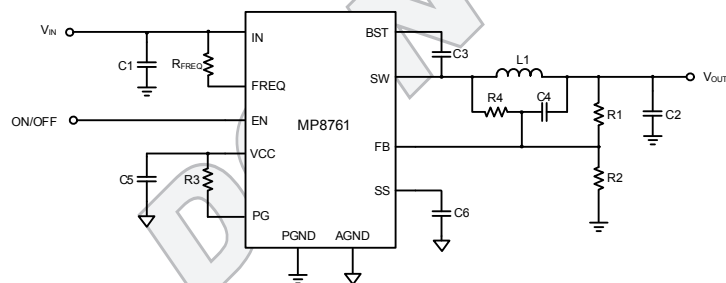 VIN
IN
BST
C3
C1
RFREQ
FREQ
SW
L1
VOUT
R4
C4
R1
C2
ON/OFF
EN
MP8761
FB
VCC
C5
R3
SS
R2
PG
C6
PGND
AGND